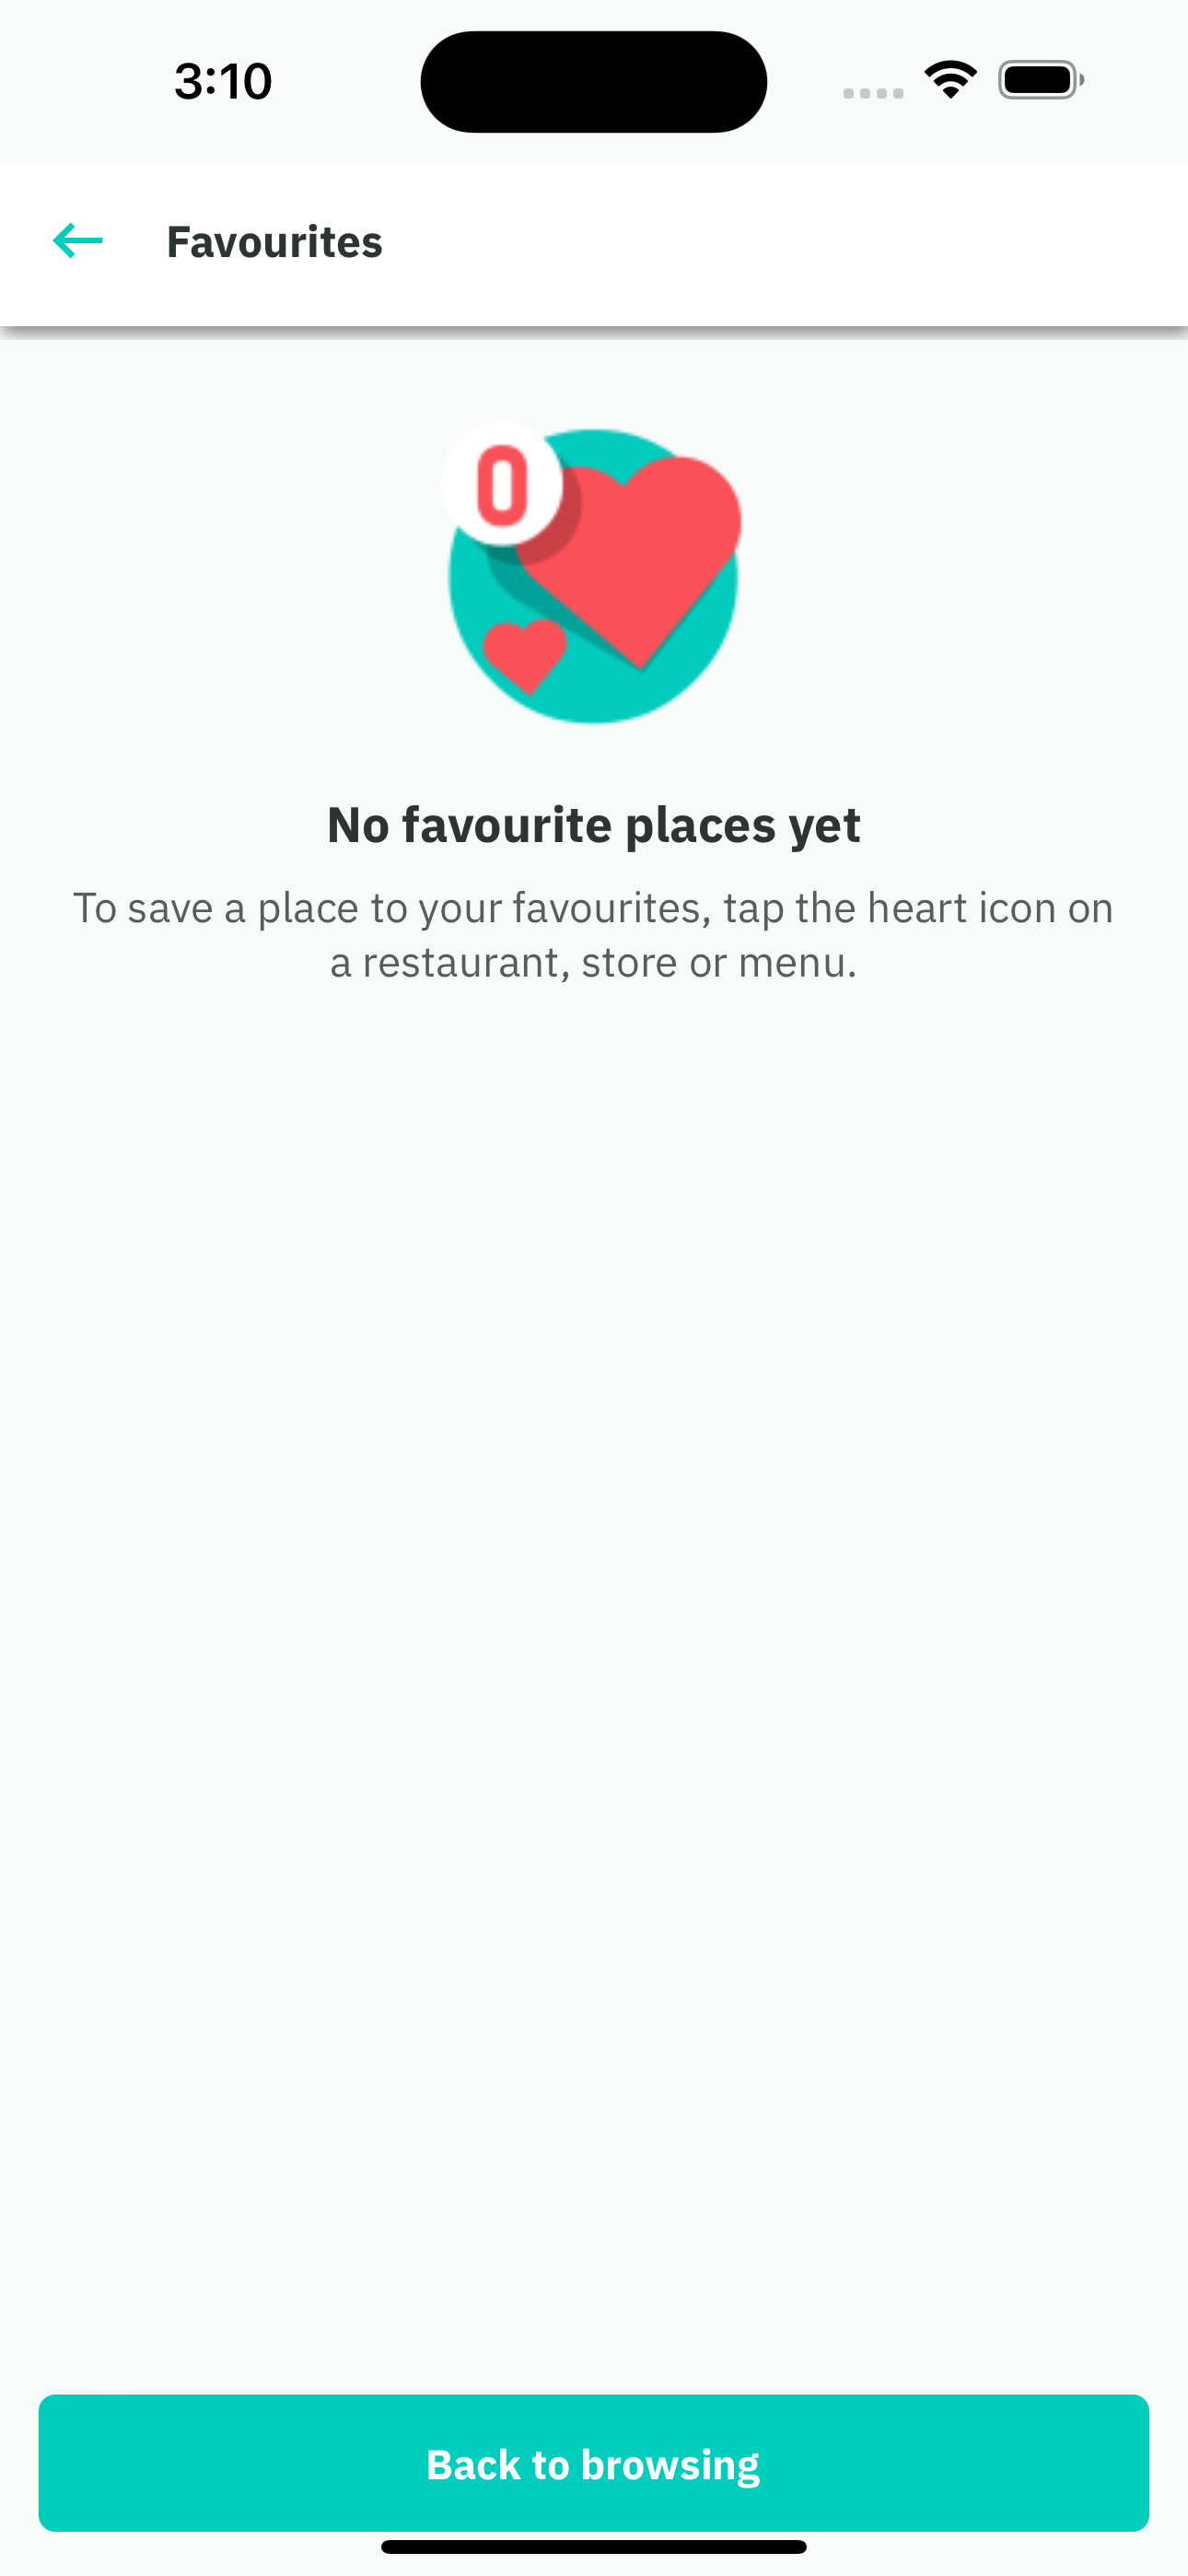 3:10
Favourites
0
No favourite places yet
To save a place to your favourites, tap the heart icon on
a restaurant, store or menu.
Back to browsing